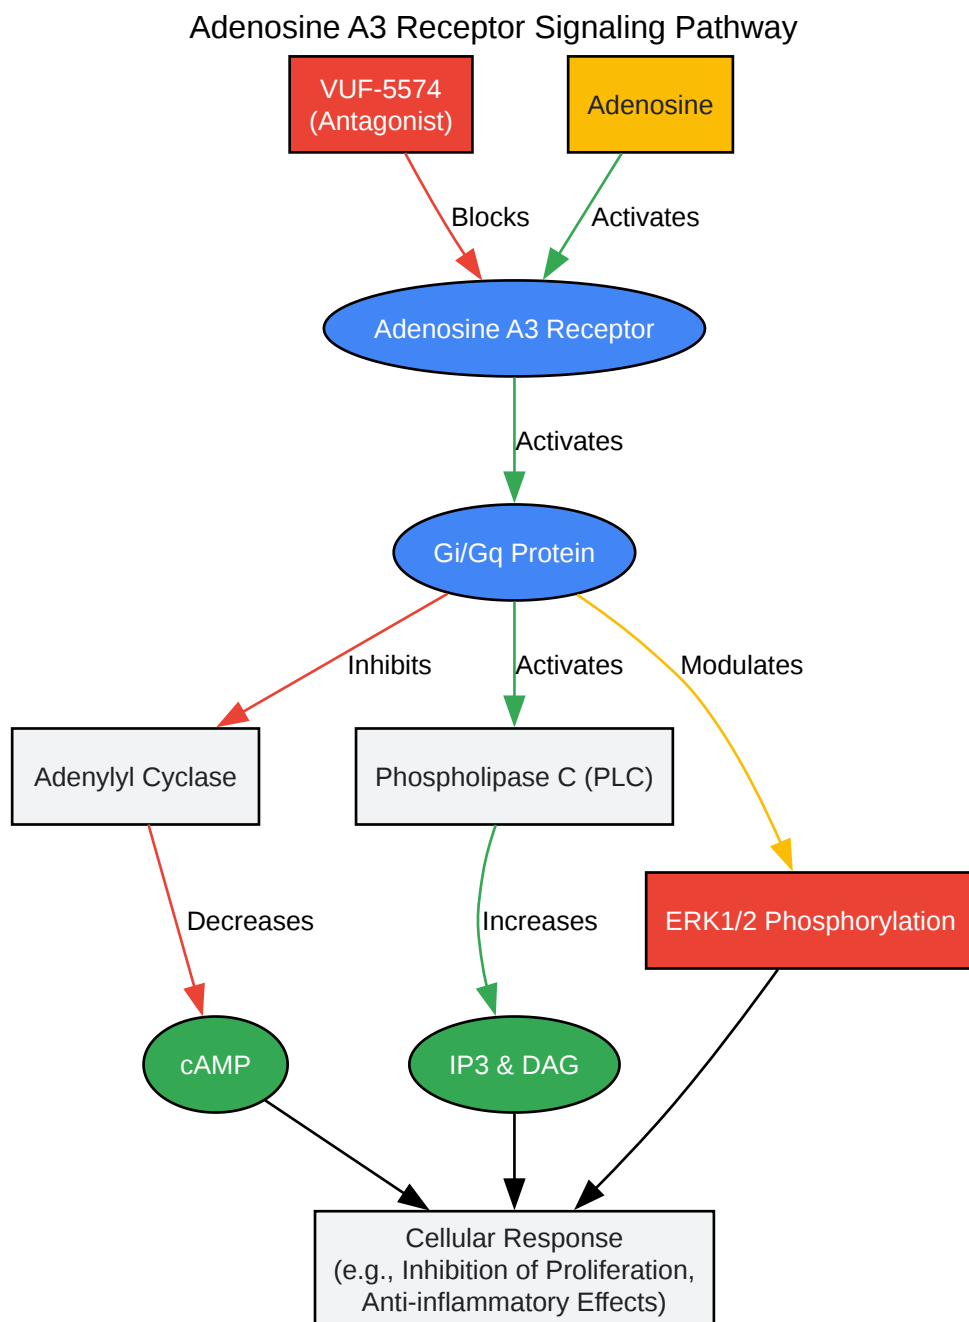 Adenosine A3 Receptor Signaling Pathway
VUF-5574
(Antagonist)
Adenosine
Blocks
Activates
Adenosine A3 Receptor
Activates
Gi/Gq Protein
Inhibits
Activates
Modulates
Adenylyl Cyclase
Phospholipase C (PLC)
Decreases
Increases
ERK1/2 Phosphorylation
cAMP
IP3 & DAG
Cellular Response
(e.g., Inhibition of Proliferation,
Anti-inflammatory Effects)